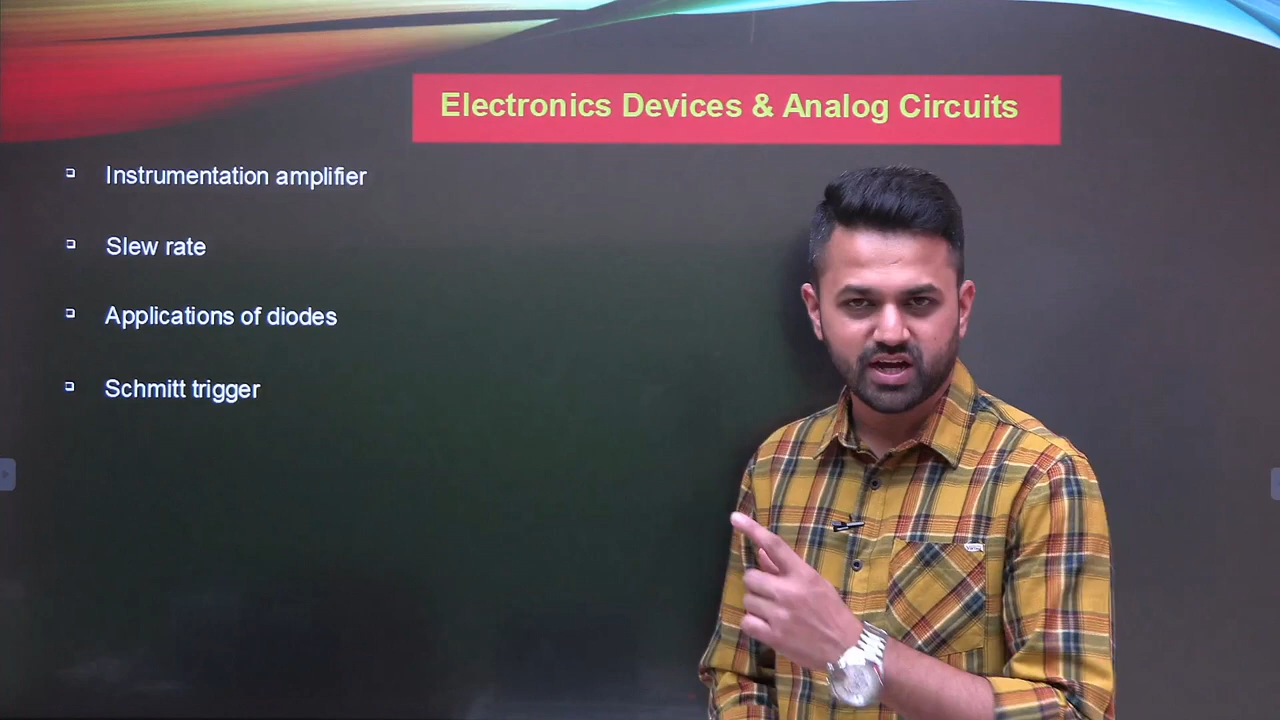 Electronics Devices & Analog Circuits
Instrumentation amplifier
Slew rate
Applications of diodes
Schmitt trigger